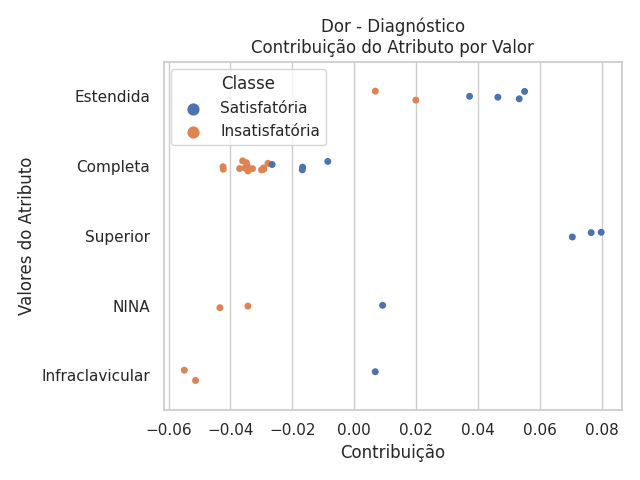 Dor - Diagnóstico
Contribuição do Atributo por Valor
Classe
Satisfatória
Insatisfatória
Valores do Atributo
Estendida
Completa
Superior
NINA
Infraclavicular
−0.06 −0.04 −0.02 0.00 0.02 0.04 0.06 0.08
Contribuição